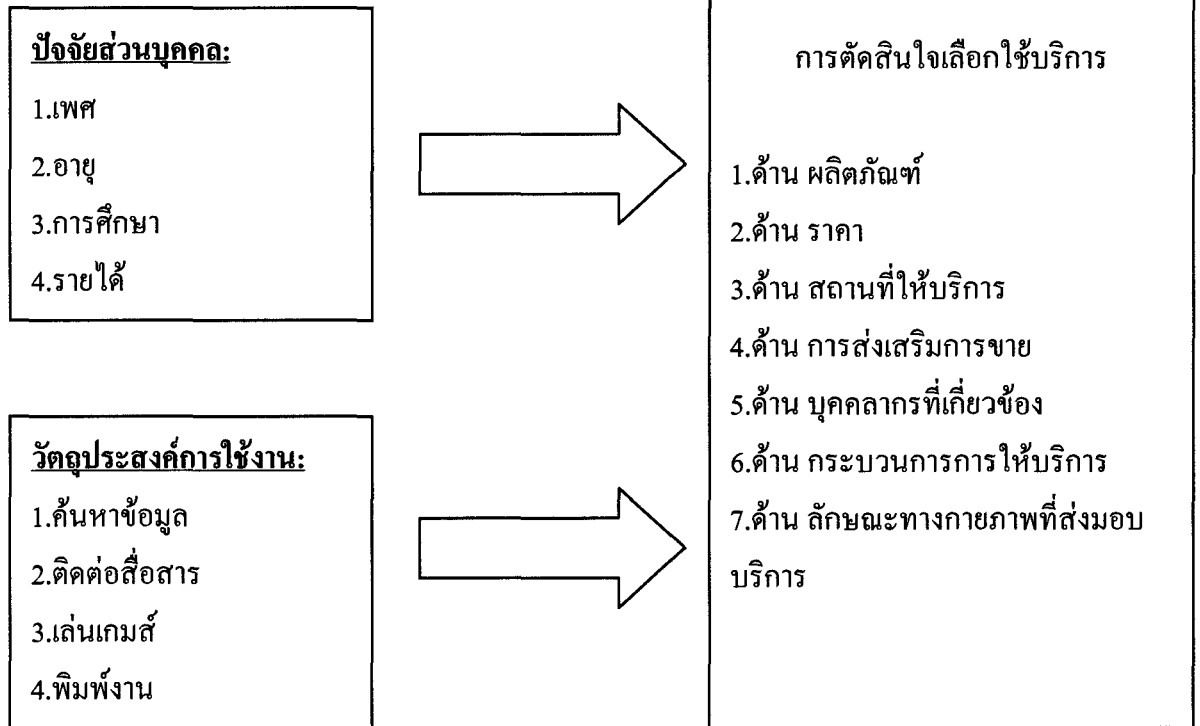 ปัจจัยส่วนบุคคล:
1.เพศ
2.อายุ
3.การศึกษา
4.รายได้
วัตถุประสงค์การใช้งาน:
1.ค้นหาข้อมูล
2.ติดต่อสื่อสาร
3.เล่นเกมส์
4.พิมพ์งาน
การตัดสินใจเลือกใช้บริการ
1.ด้าน ผลิตภัณฑ์
2.ด้าน ราคา
3.ด้าน สถานที่ให้บริการ
4.ด้าน การส่งเสริมการขาย
5.ด้าน บุคคลากรที่เกี่ยวข้อง
6.ด้าน กระบวนการการให้บริการ
7.ด้าน ลักษณะทางกายภาพที่ส่งมอบ
บริการ